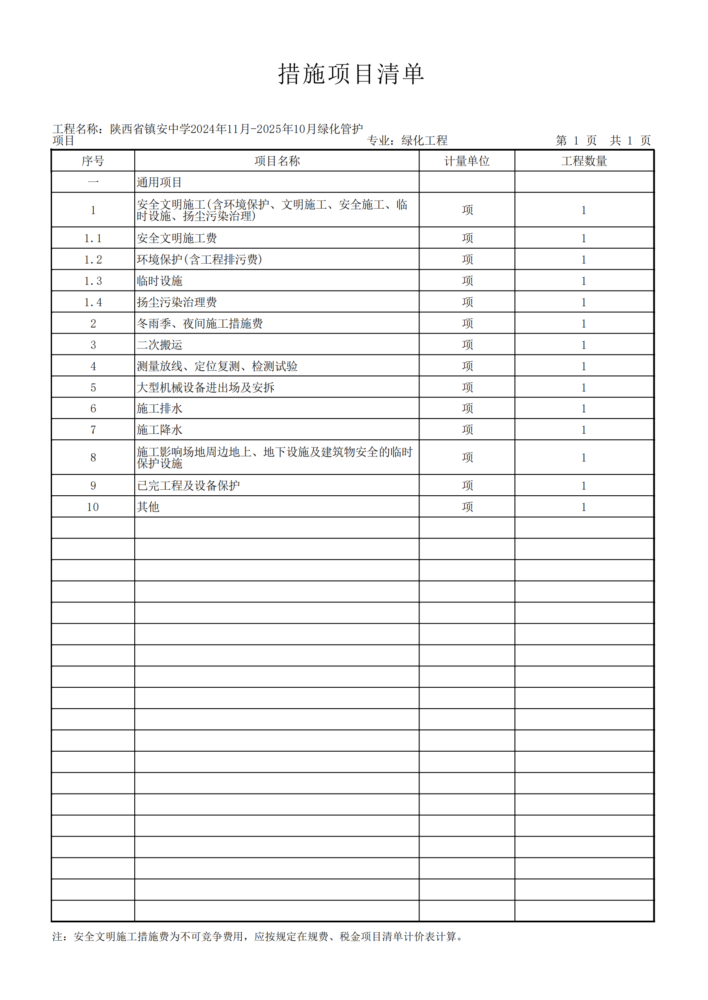 措施项目清单
工程名称：陕西省镇安中学2024年11月-2025年10月绿化管护
项目 专业：绿化工程 第 1 页 共 1 页
序号 项目名称 计量单位 工程数量
一 通用项目
1 安全文明施工(含环境保护、文明施工、安全施工、临
时设施、扬尘污染治理) 项 1
1.1 安全文明施工费 项 1
1.2 环境保护(含工程排污费) 项 1
1.3 临时设施 项 1
1.4 扬尘污染治理费 项 1
2 冬雨季、夜间施工措施费 项 1
3 二次搬运 项 1
4 测量放线、定位复测、检测试验 项 1
5 大型机械设备进出场及安拆 项 1
6 施工排水 项 1
7 施工降水 项 1
8 施工影响场地周边地上、地下设施及建筑物安全的临时
保护设施 项 1
9 已完工程及设备保护 项 1
10 其他 项 1
注：安全文明施工措施费为不可竞争费用，应按规定在规费、税金项目清单计价表计算。